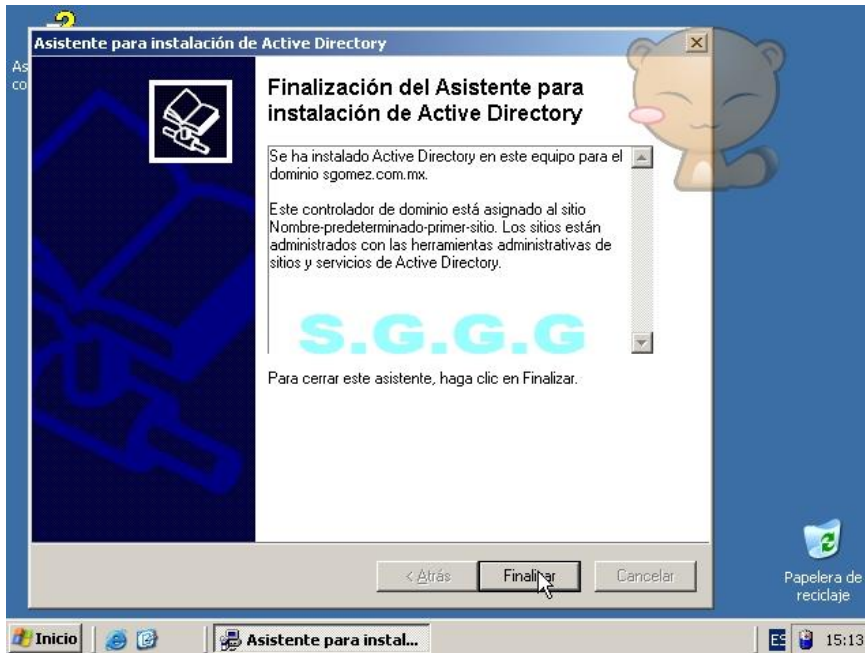 Asistente para instalación de Active Directory
As
co
Finalización del Asistente para
instalación de Active Directory
Se ha instalado Active Directory en este equipo para el
dominio sgomez.com.mx.
Este controlador de dominio está asignado al sitio
Nombre-predeterminado-primer-sitio. Los sitios están
administrados con las herramientas administrativas de
sitios y servicios de Active Directory.
S.G.G.G
Para cerrar este asistente, haga clic en Finalizar.
< Atrás
Finalizar
Cancelar
Papelera de
reciclaje
Inicio
Asistente para instal...
ES
15:13